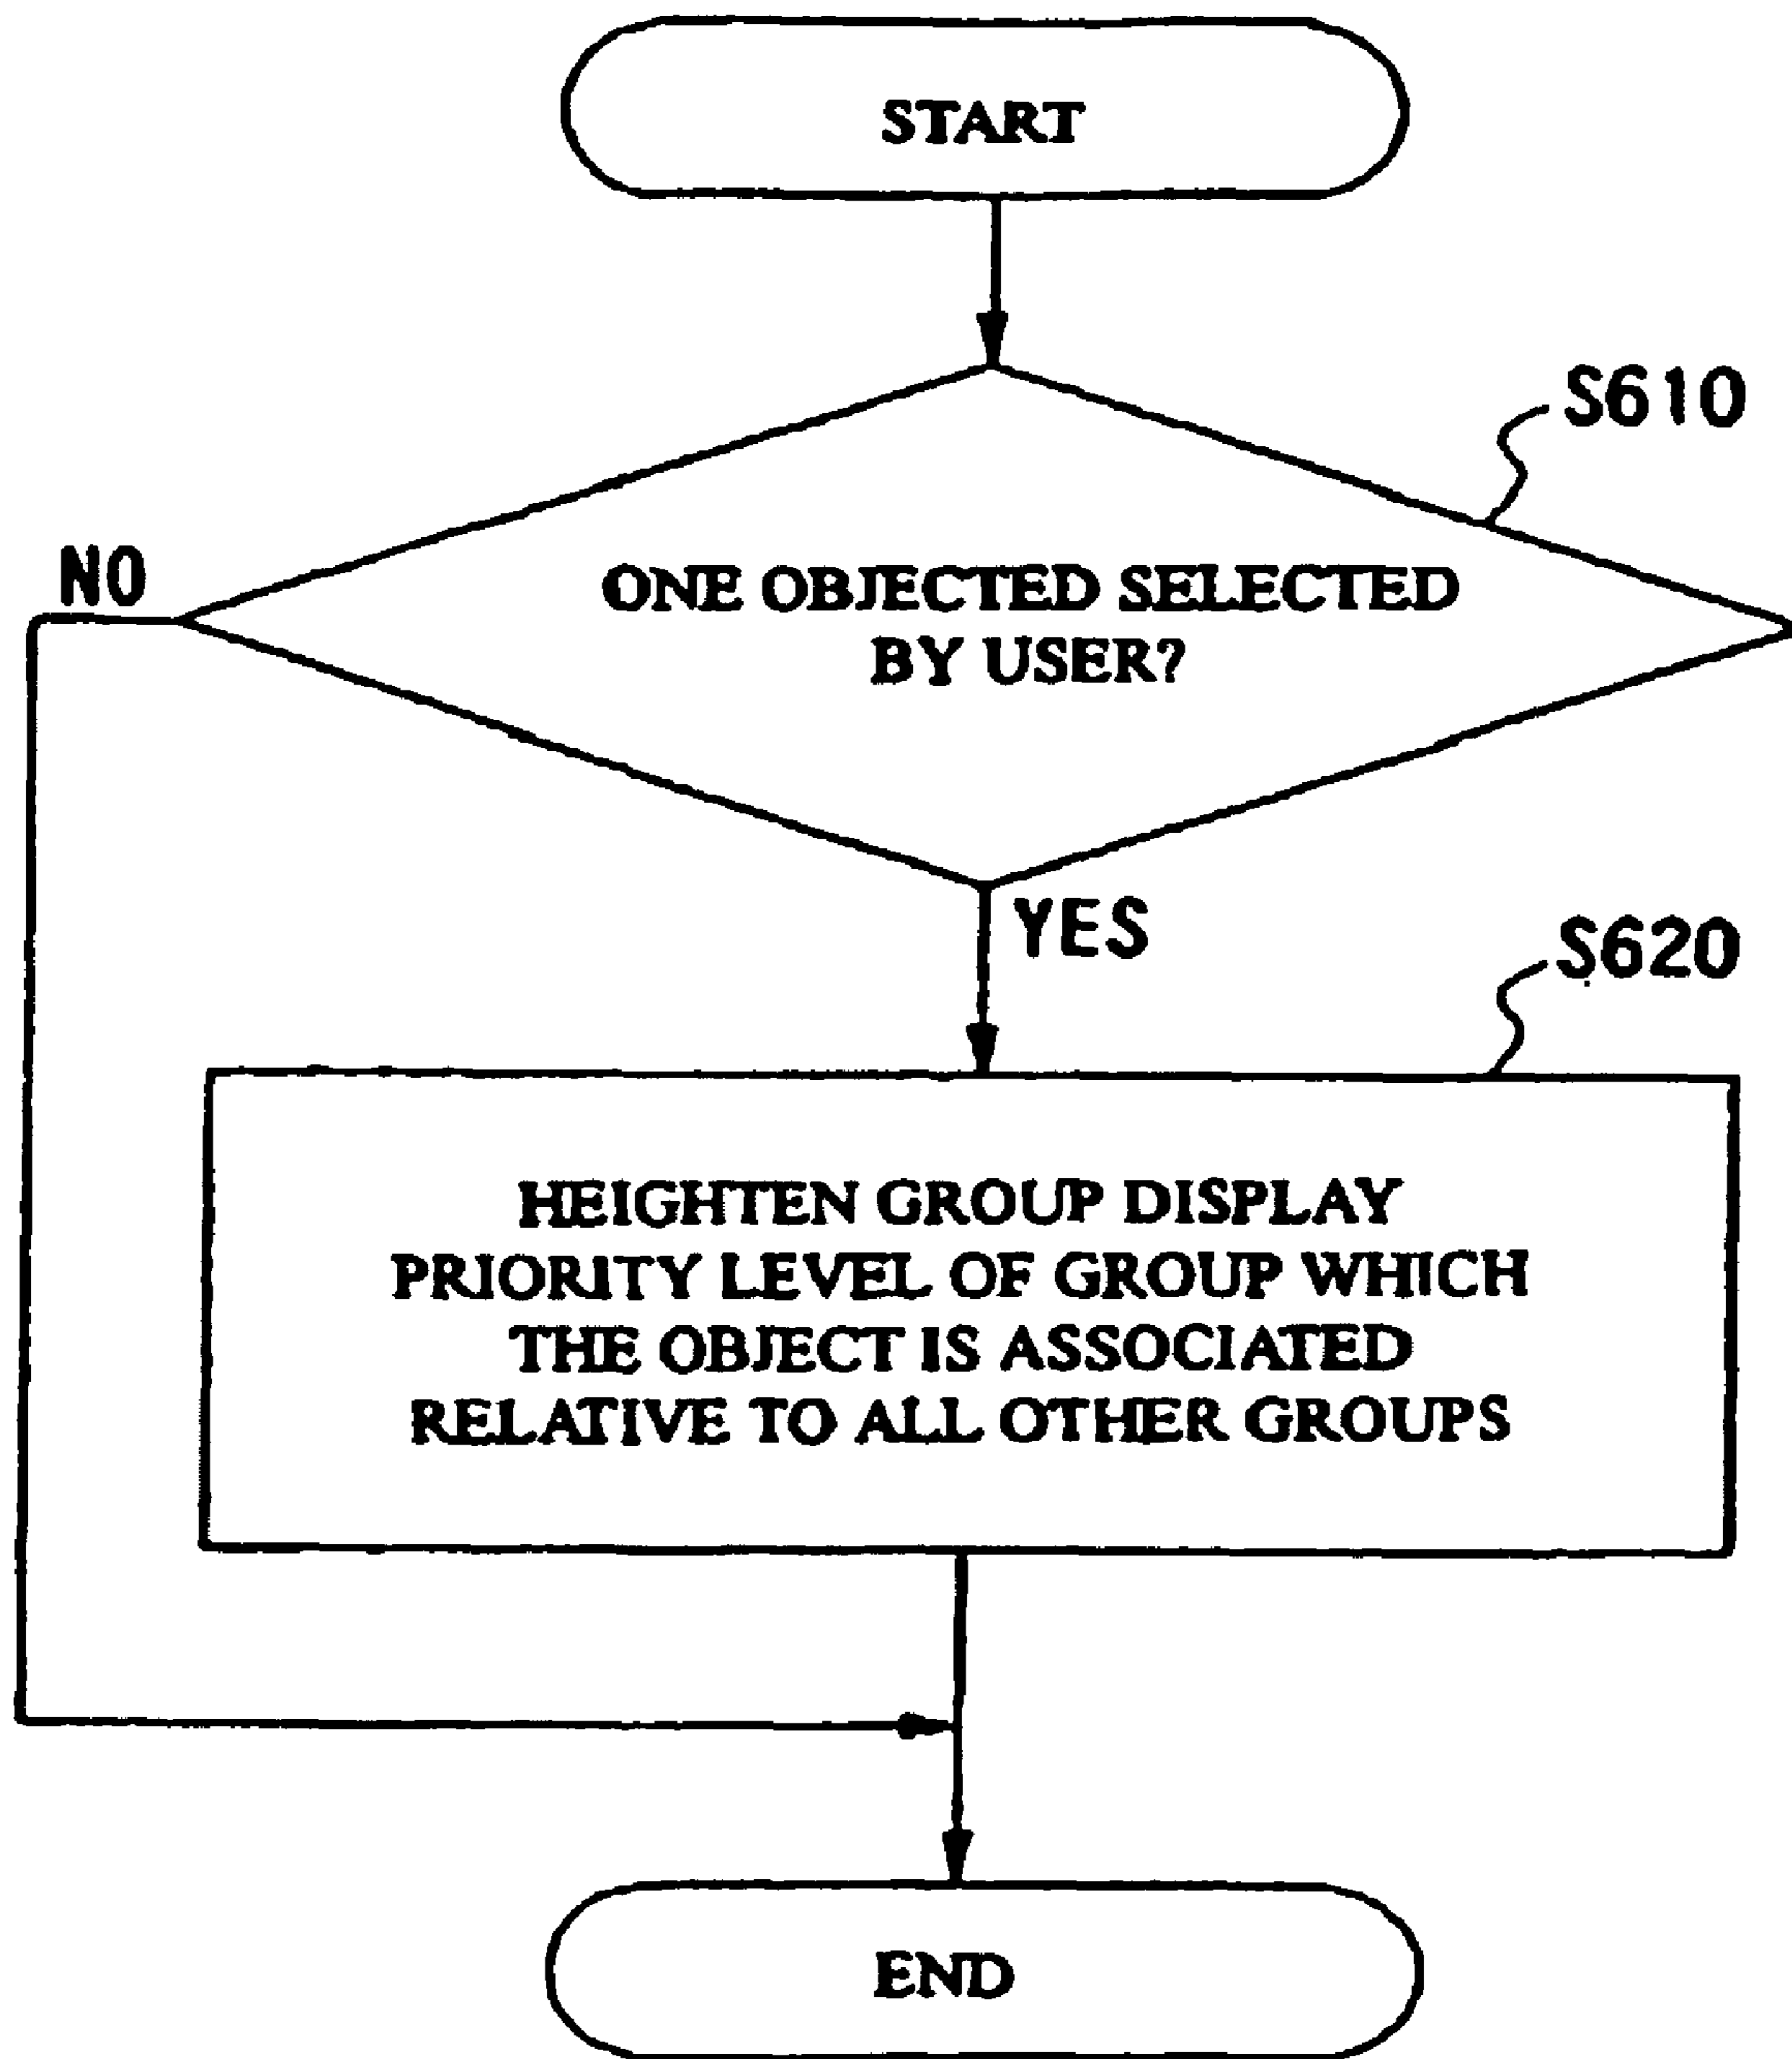 START
S610
NO
ONE OBJECTED SELECTED
BY USER?
YES
S620
HEIGHTEN GROUP DISPLAY
PRIORITY LEVEL OF GROUP WHICH
THE OBJECT IS ASSOCIATED
RELATIVE TO ALL OTHER GROUPS
END